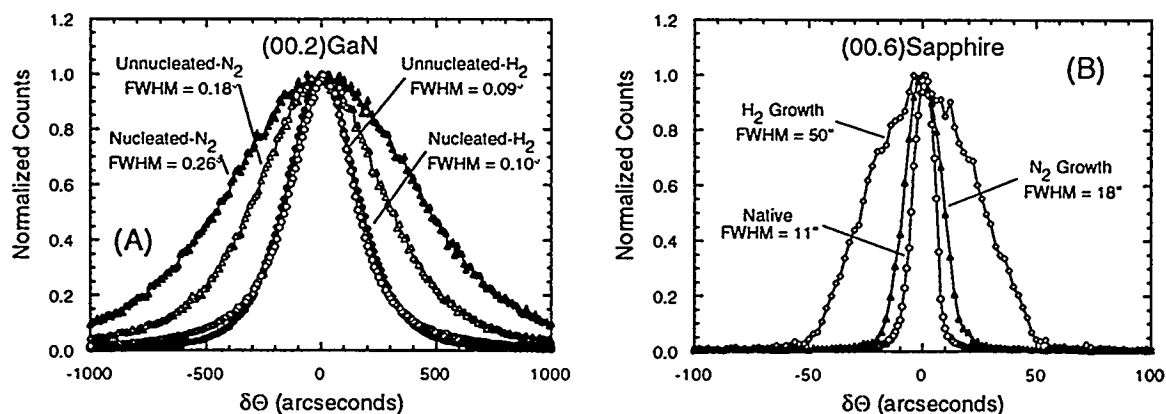 (00.2)GaN
Unnucleated-N2
FWHM = 0.18°
Nucleated-N2
FWHM = 0.26°
Unnucleated-H2
FWHM = 0.09°
Nucleated-H2
FWHM = 0.10°
(A)
Normalized Counts
1.2
1.0
0.8
0.6
0.4
0.2
0.0
-1000
-500
0
500
1000
δΘ (arcseconds)
(00.6)Sapphire
(B)
H2 Growth
FWHM = 50"
N2 Growth
FWHM = 18"
Native
FWHM = 11"
Normalized Counts
1.2
1.0
0.8
0.6
0.4
0.2
0.0
-100
-50
0
50
100
δΘ (arcseconds)